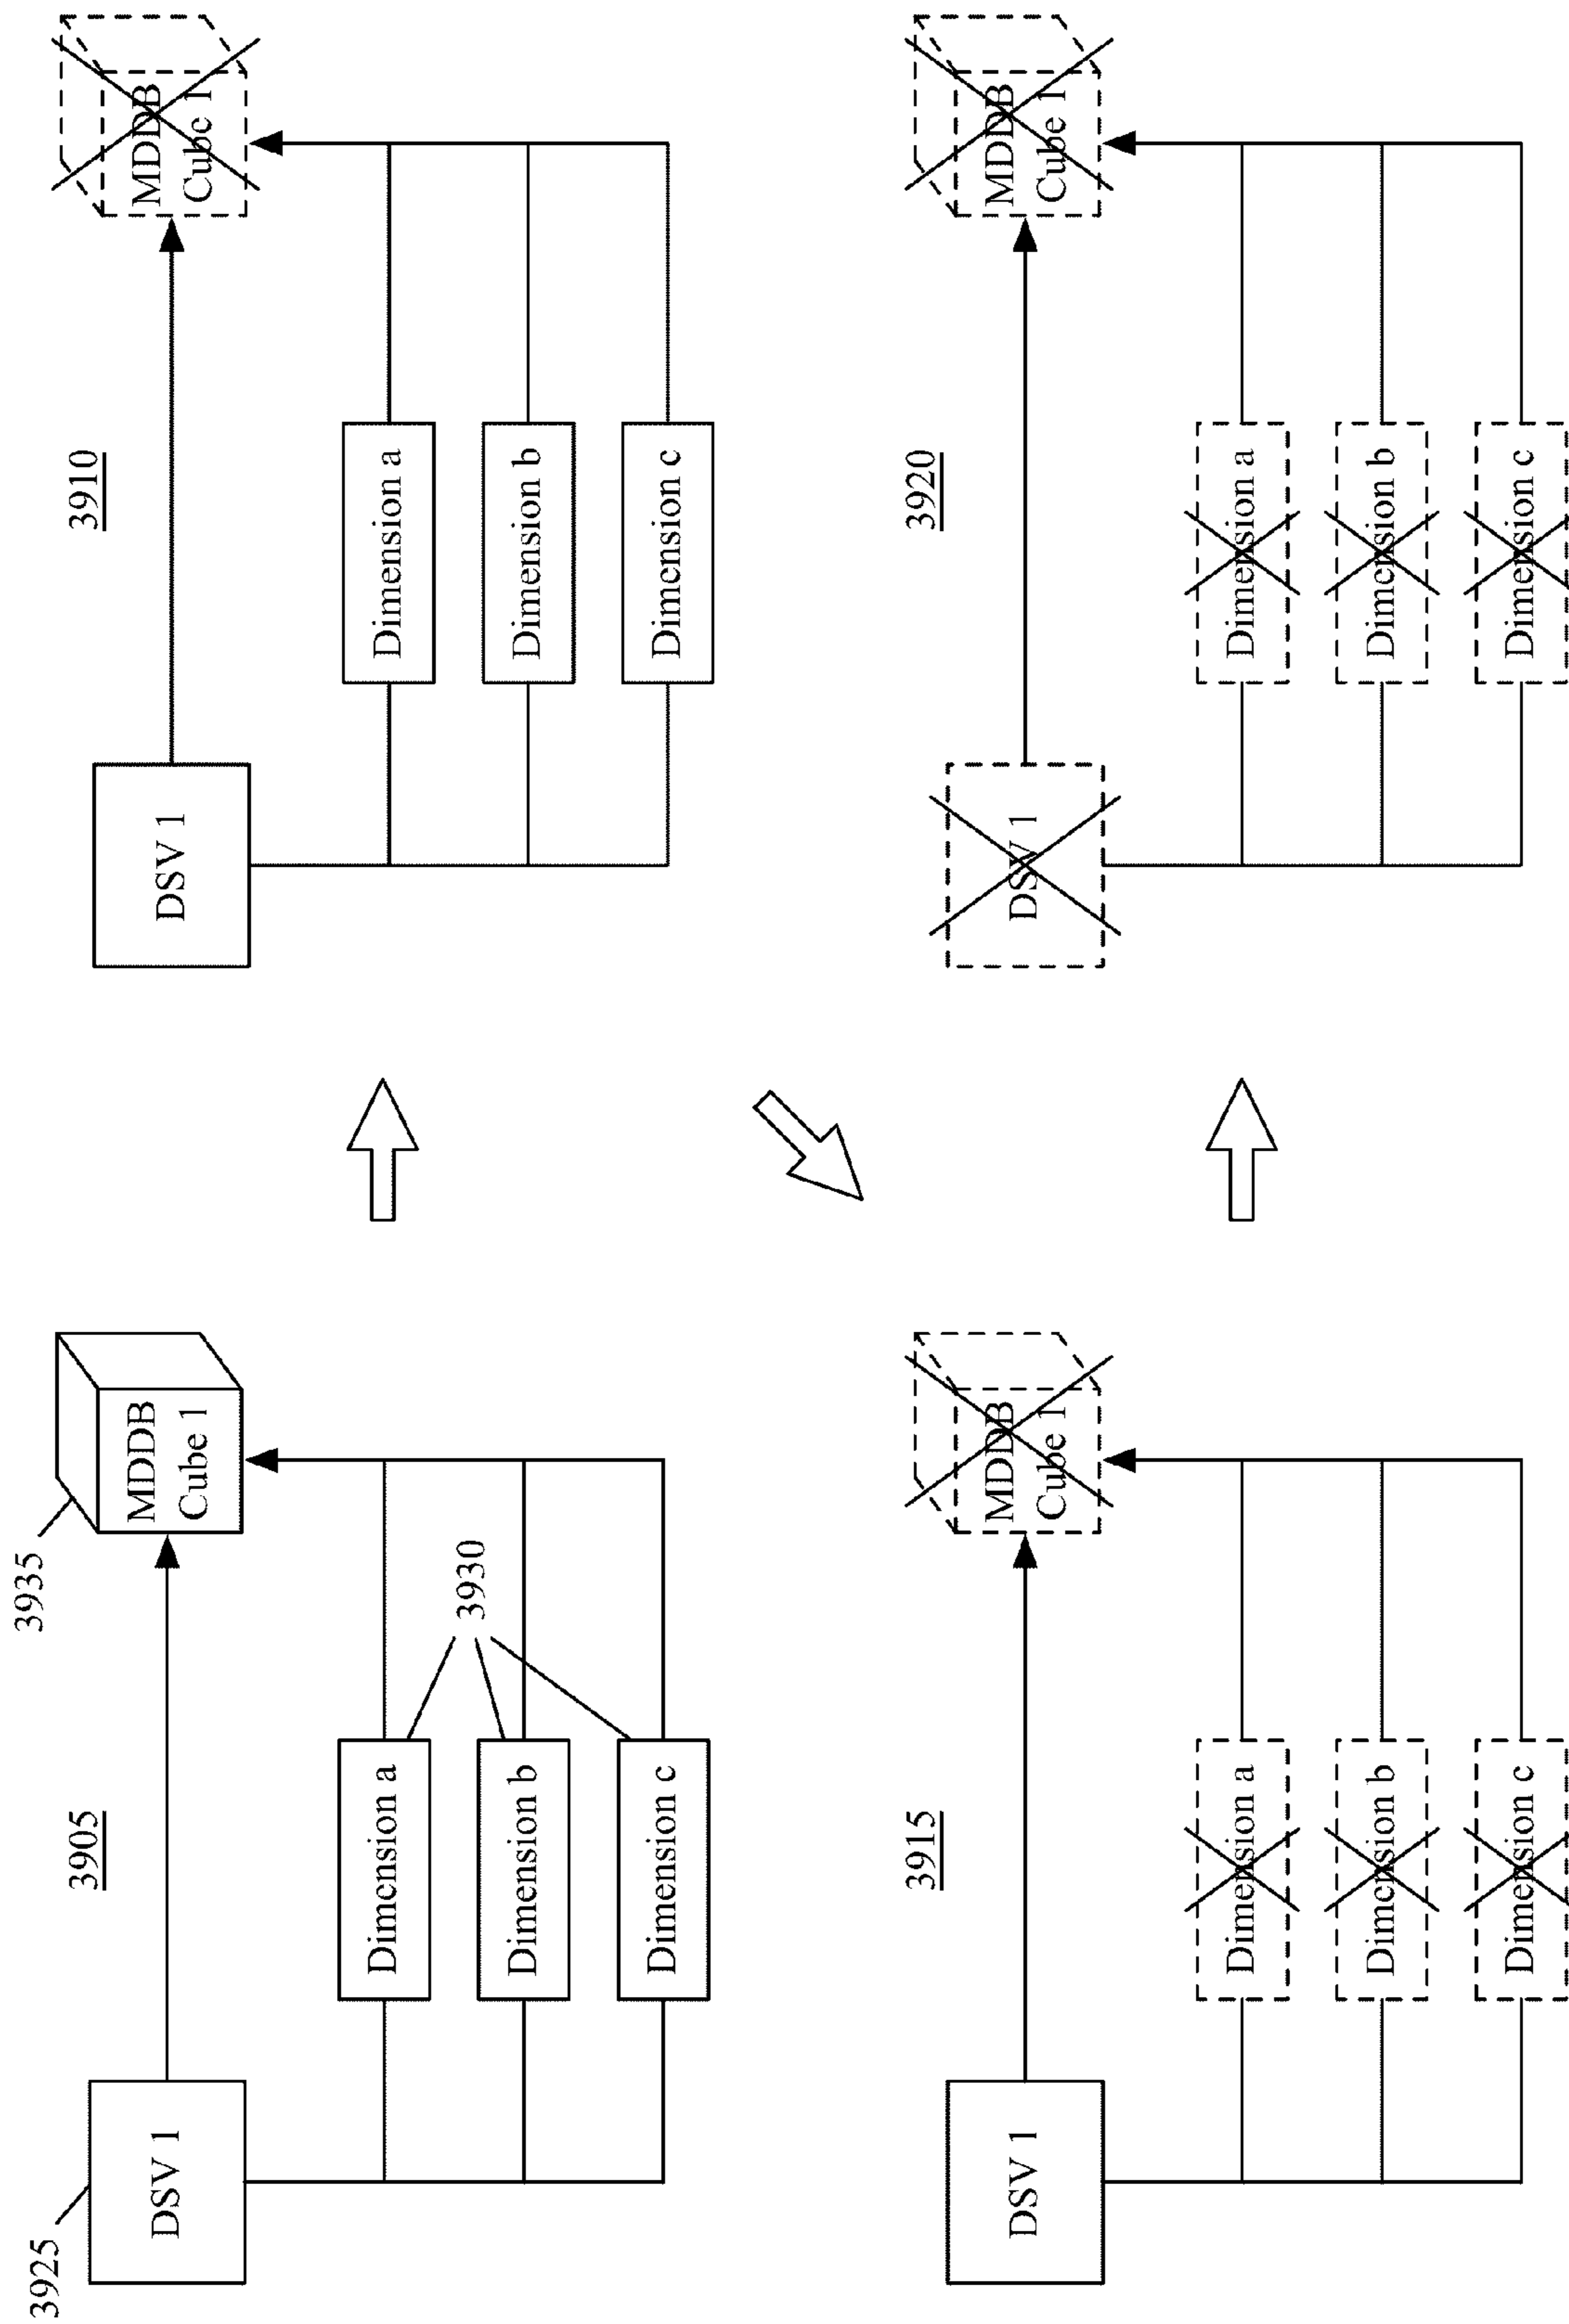 3905
3925
DSV 1
3935
MDDB
Cube 1
3930
Dimension a
Dimension b
Dimension c
3910
DSV 1
MDDB
Cube 1
Dimension a
Dimension b
Dimension c
3915
DSV 1
MDDB
Cube 1
Dimension a
Dimension b
Dimension c
3920
DSV 1
MDDB
Cube 1
Dimension a
Dimension b
Dimension c